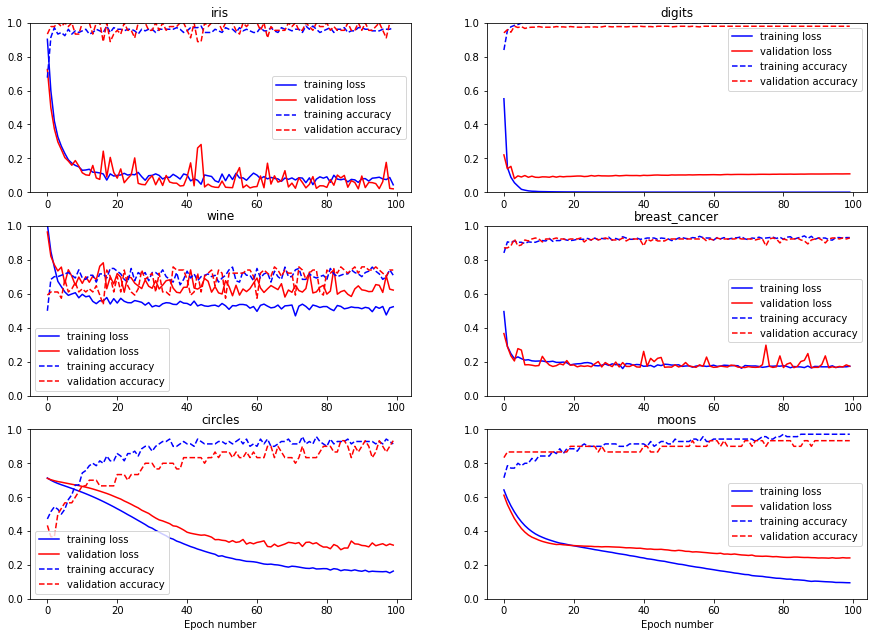 iris
1.0
0.8
0.6
0.4
0.2
0.0
training loss
validation loss
training accuracy
validation accuracy
0 20 40 60 80 100
digits
1.0
0.8
0.6
0.4
0.2
0.0
training loss
validation loss
training accuracy
validation accuracy
0 20 40 60 80 100
wine
1.0
0.8
0.6
0.4
0.2
0.0
training loss
validation loss
training accuracy
validation accuracy
0 20 40 60 80 100
breast_cancer
1.0
0.8
0.6
0.4
0.2
0.0
training loss
validation loss
training accuracy
validation accuracy
0 20 40 60 80 100
circles
1.0
0.8
0.6
0.4
0.2
0.0
training loss
validation loss
training accuracy
validation accuracy
0 20 40 60 80 100
Epoch number
moons
1.0
0.8
0.6
0.4
0.2
0.0
training loss
validation loss
training accuracy
validation accuracy
0 20 40 60 80 100
Epoch number